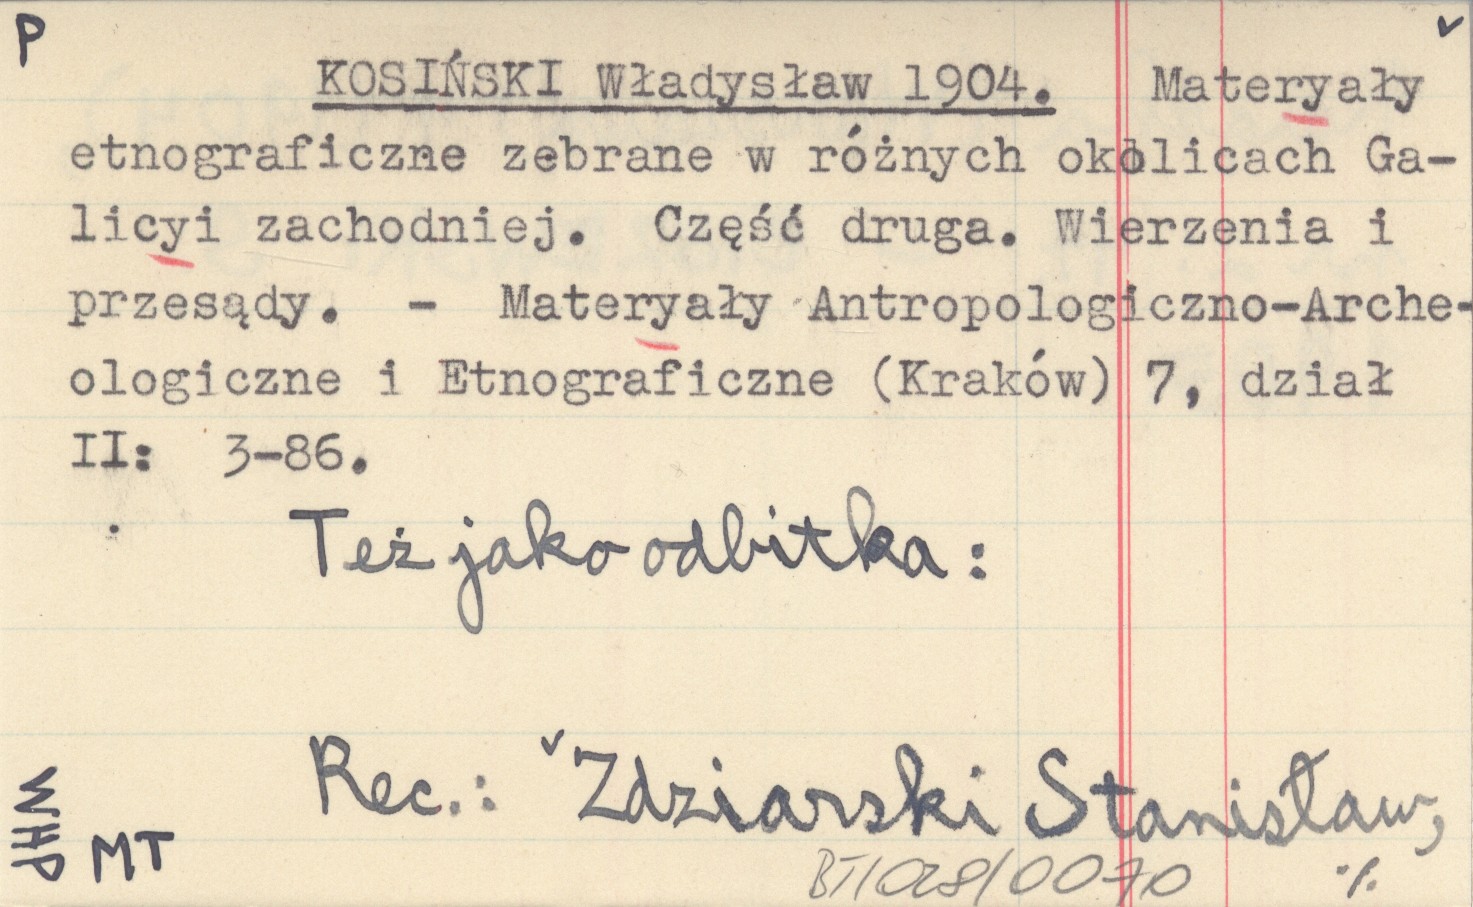 P
KOSIŃSKI Władysław 1904. Materyały
etnograficzne zebrane w różnych okolicach Ga-
licyi zachodniej. Część druga. Wierzenia i
przesądy. - Materyały Antropologiczno-Arche-
ologiczne i Etnograficzne (Kraków) 7, dział
II: 3-86.
Też jako odbitka:
Rec.: Zdziarski Stanisław,
WHP
MT
BT/028/0070
./.